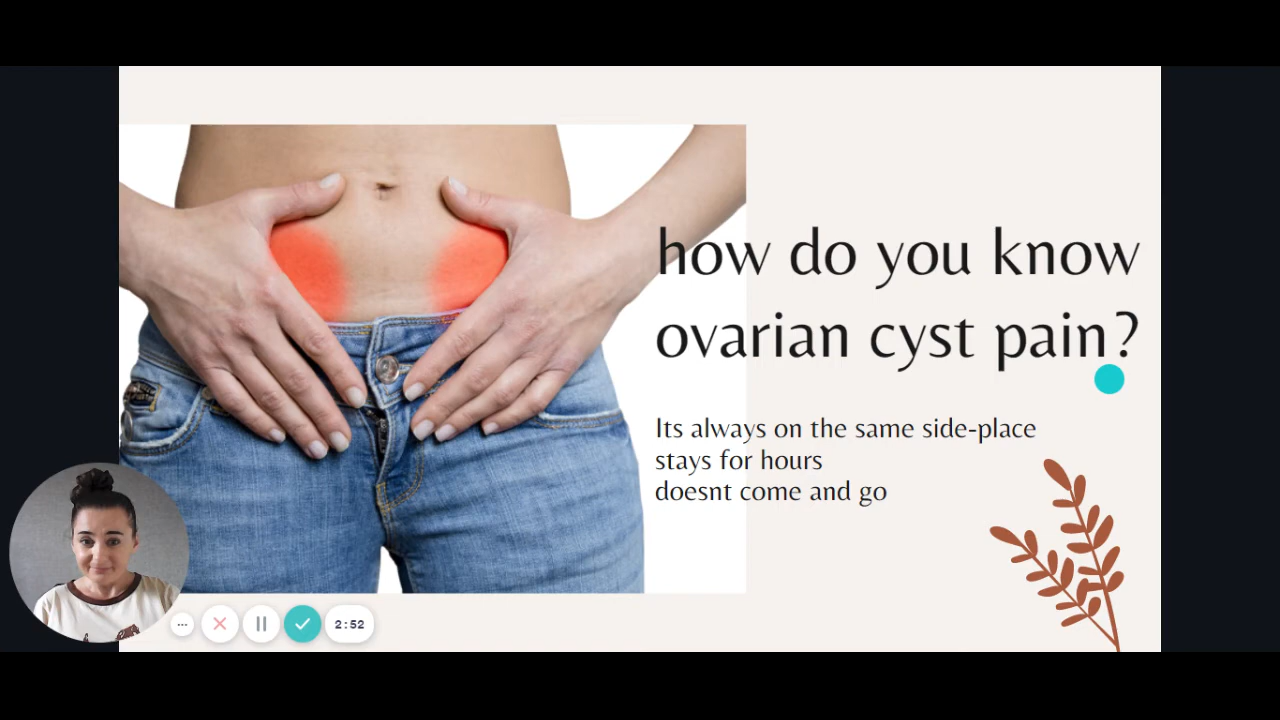 how do you know
ovarian cyst pain?
Its always on the same side-place
stays for hours
doesnt come and go
2:52